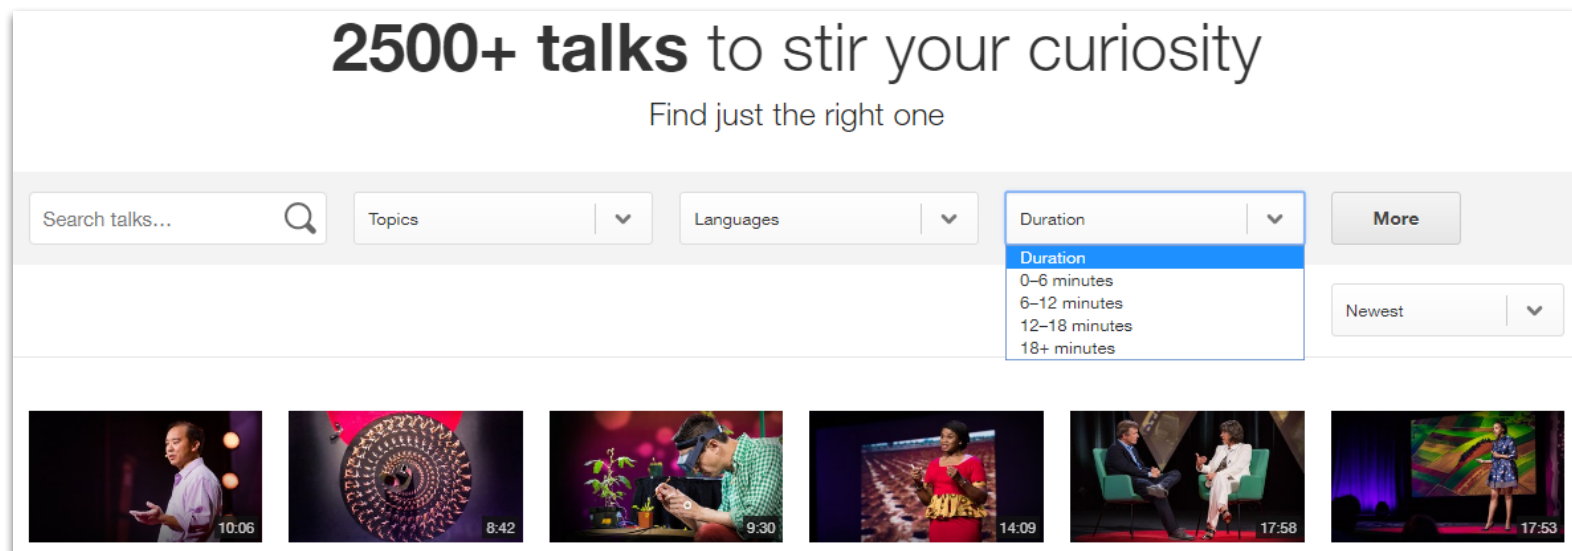 2500+ talks to stir your curiosity
Find just the right one
Search talks...
Topics
Languages
Duration
More
Duration
0–6 minutes
6–12 minutes
12–18 minutes
18+ minutes
Newest
10:06
8:42
9:30
14:09
17:58
17:53